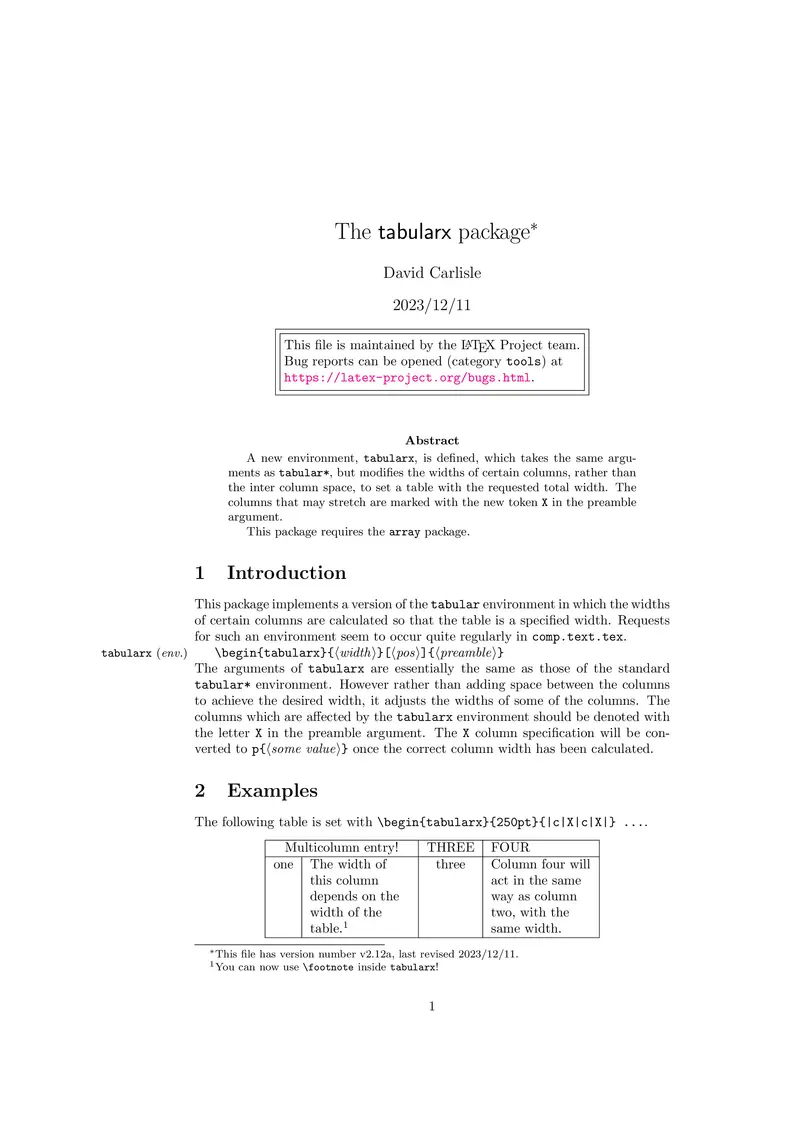 The tabularx package*
David Carlisle
2023/12/11
This file is maintained by the LATEX Project team.
Bug reports can be opened (category tools) at
https://latex-project.org/bugs.html.
Abstract
A new environment, tabularx, is defined, which takes the same argu-
ments as tabular*, but modifies the widths of certain columns, rather than
the inter column space, to set a table with the requested total width. The
columns that may stretch are marked with the new token X in the preamble
argument.
This package requires the array package.
1 Introduction
This package implements a version of the tabular environment in which the widths
of certain columns are calculated so that the table is a specified width. Requests
for such an environment seem to occur quite regularly in comp.text.tex.
tabularx (env.) \begin{tabularx}{⟨width⟩}[⟨pos⟩]{⟨preamble⟩}
The arguments of tabularx are essentially the same as those of the standard
tabular* environment. However rather than adding space between the columns
to achieve the desired width, it adjusts the widths of some of the columns. The
columns which are affected by the tabularx environment should be denoted with
the letter X in the preamble argument. The X column specification will be con-
verted to p{⟨some value⟩} once the correct column width has been calculated.
2 Examples
The following table is set with \begin{tabularx}{250pt}{|c|X|c|X|} ....
Multicolumn entry! THREE FOUR
one The width of three Column four will
this column act in the same
depends on the way as column
width of the two, with the
table.¹ same width.
*This file has version number v2.12a, last revised 2023/12/11.
¹You can now use \footnote inside tabularx!
1